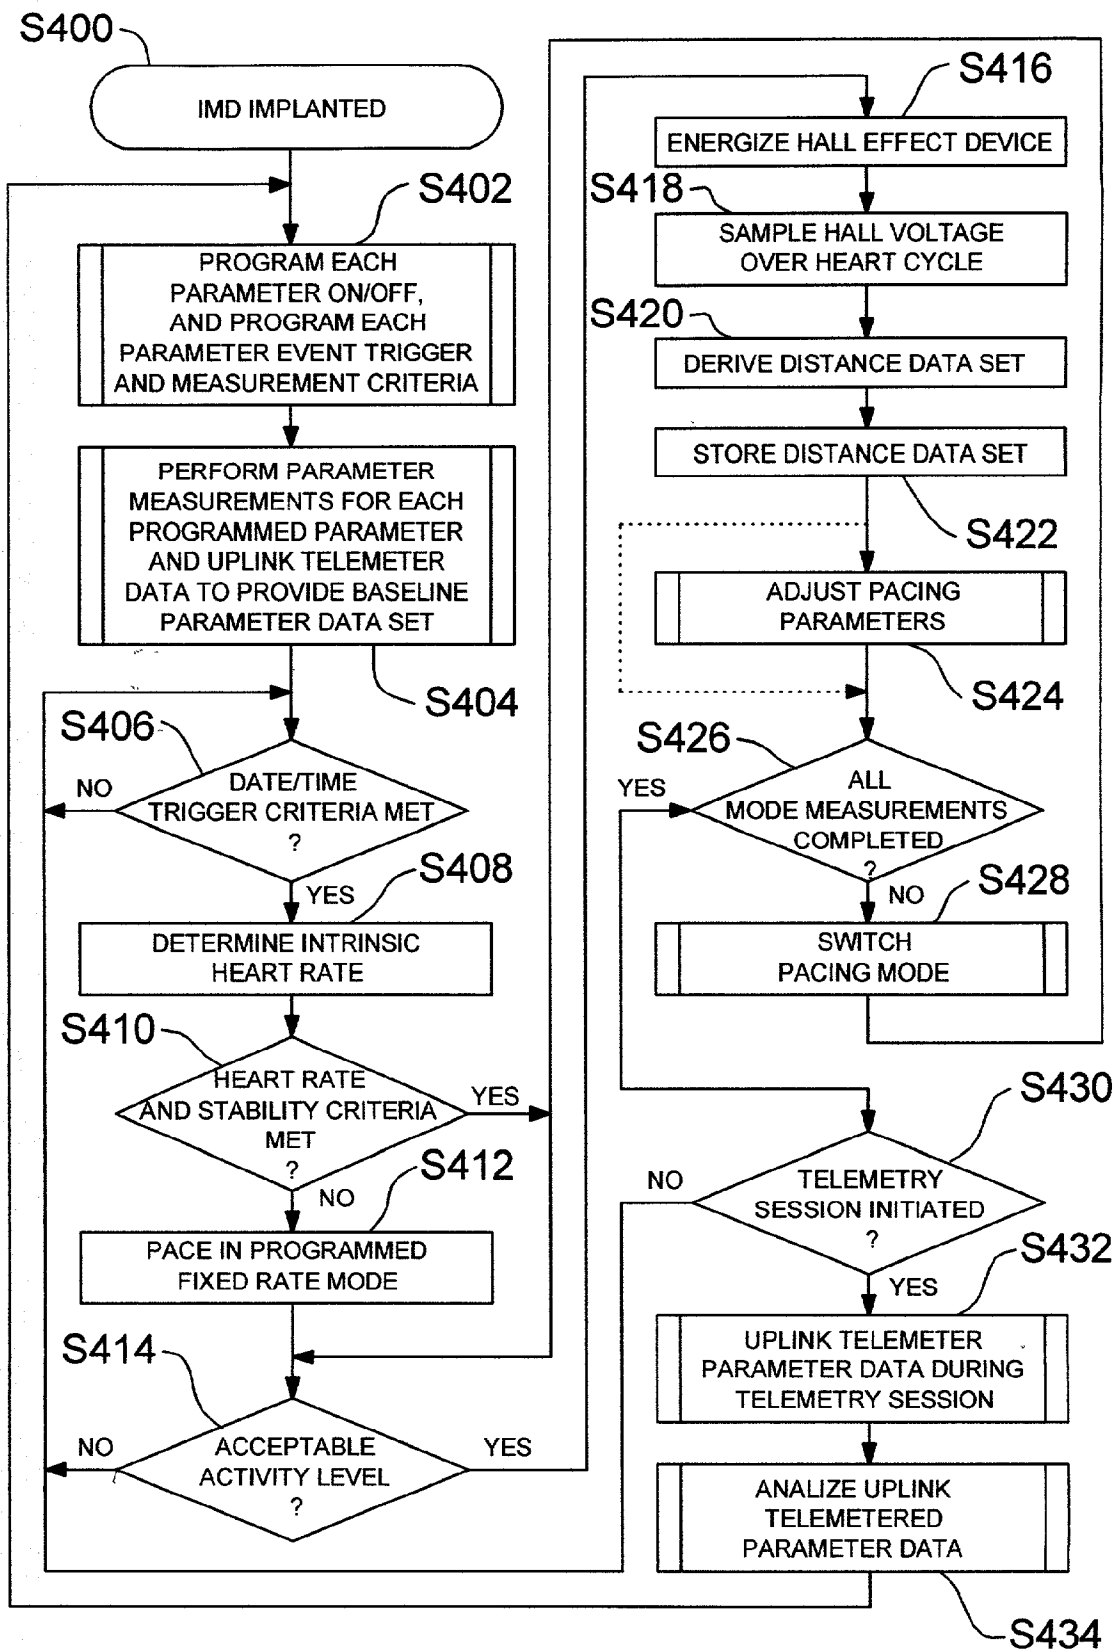 S400
IMD IMPLANTED
S402
PROGRAM EACH
PARAMETER ON/OFF,
AND PROGRAM EACH
PARAMETER EVENT TRIGGER
AND MEASUREMENT CRITERIA
PERFORM PARAMETER
MEASUREMENTS FOR EACH
PROGRAMMED PARAMETER
AND UPLINK TELEMETER
DATA TO PROVIDE BASELINE
PARAMETER DATA SET
S404
S406
NO
DATE/TIME
TRIGGER CRITERIA MET
?
YES
S408
DETERMINE INTRINSIC
HEART RATE
S410
HEART RATE
AND STABILITY CRITERIA
MET
?
YES
NO
S412
PACE IN PROGRAMMED
FIXED RATE MODE
S414
NO
ACCEPTABLE
ACTIVITY LEVEL
?
YES
S416
ENERGIZE HALL EFFECT DEVICE
S418
SAMPLE HALL VOLTAGE
OVER HEART CYCLE
S420
DERIVE DISTANCE DATA SET
STORE DISTANCE DATA SET
S422
ADJUST PACING
PARAMETERS
S424
S426
YES
ALL
MODE MEASUREMENTS
COMPLETED
?
NO
S428
SWITCH
PACING MODE
S430
NO
TELEMETRY
SESSION INITIATED
?
YES
S432
UPLINK TELEMETER
PARAMETER DATA DURING
TELEMETRY SESSION
ANALIZE UPLINK
TELEMETERED
PARAMETER DATA
S434